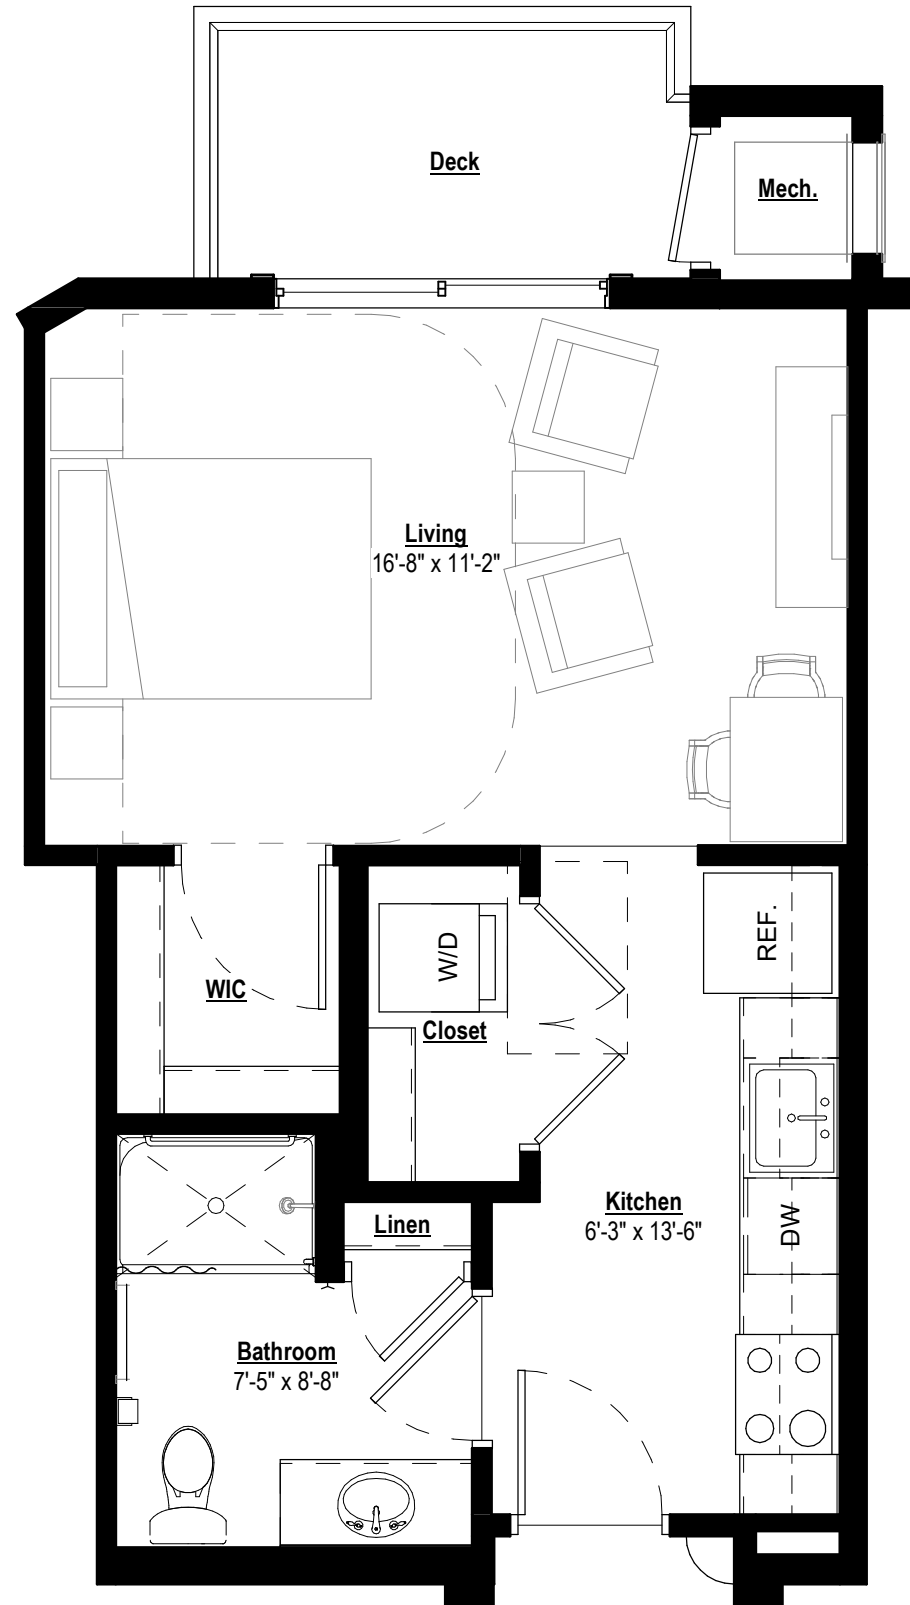 Deck
Mech.
Living
16'-8" x 11'-2"
WIC
W/D
Closet
REF.
Kitchen
6'-3" x 13'-6"
DW
Linen
Bathroom
7'-5" x 8'-8"